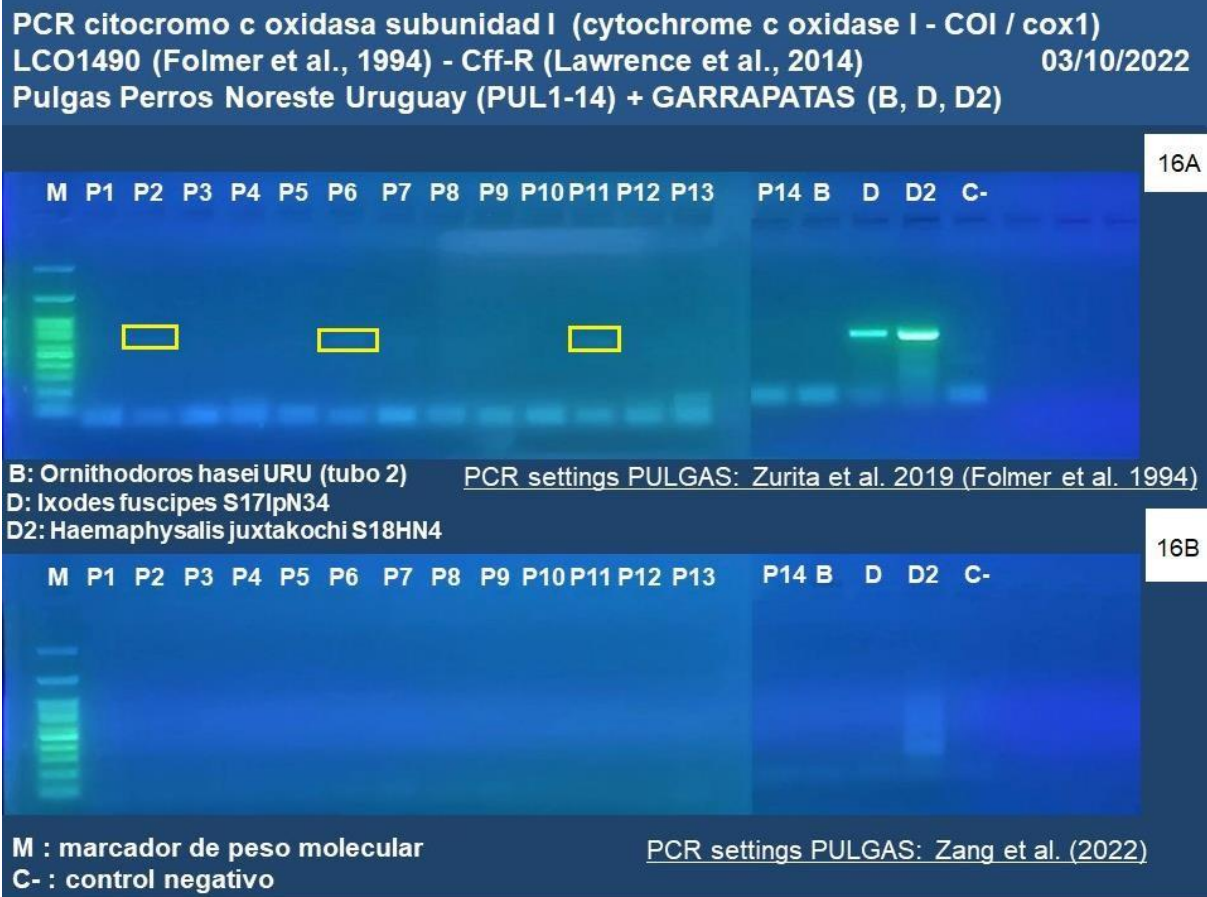 PCR citocromo c oxidasa subunidad I (cytochrome c oxidase I - COI / cox1)
LCO1490 (Folmer et al., 1994) - Cff-R (Lawrence et al., 2014) 03/10/2022
Pulgas Perros Noreste Uruguay (PUL1-14) + GARRAPATAS (B, D, D2)
16A
M P1 P2 P3 P4 P5 P6 P7 P8 P9 P10 P11 P12 P13 P14 B D D2 C-
B: Ornithodoros hasei URU (tubo 2) PCR settings PULGAS: Zurita et al. 2019 (Folmer et al. 1994)
D: Ixodes fuscipes S17IpN34
D2: Haemaphysalis juxtakochi S18HN4
16B
M P1 P2 P3 P4 P5 P6 P7 P8 P9 P10 P11 P12 P13 P14 B D D2 C-
M : marcador de peso molecular PCR settings PULGAS: Zang et al. (2022)
C- : control negativo